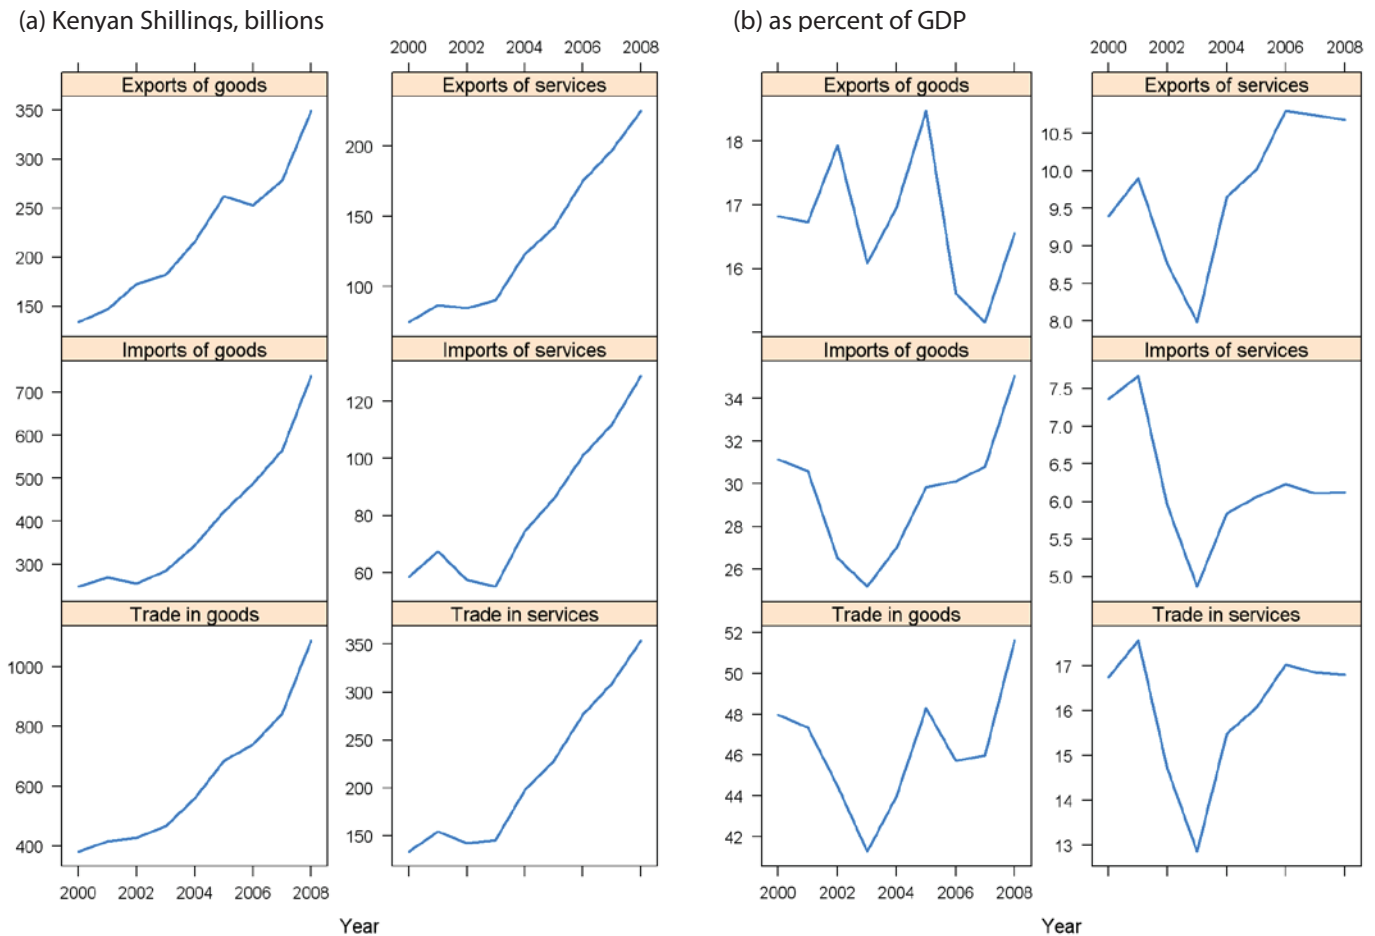 (a) Kenyan Shillings, billions
(b) as percent of GDP
2000 2002 2004 2006 2008
2000 2002 2004 2006 2008
Exports of goods
Exports of services
Exports of goods
Exports of services
350
300
250
200
150
200
150
100
18
17
16
10.5
10.0
9.5
9.0
8.5
8.0
Imports of goods
Imports of services
Imports of goods
Imports of services
700
600
500
400
300
120
100
80
60
34
32
30
28
26
7.5
7.0
6.5
6.0
5.5
5.0
Trade in goods
Trade in services
Trade in goods
Trade in services
1000
800
600
400
350
300
250
200
150
52
50
48
46
44
42
17
16
15
14
13
2000 2002 2004 2006 2008
2000 2002 2004 2006 2008
Year
Year